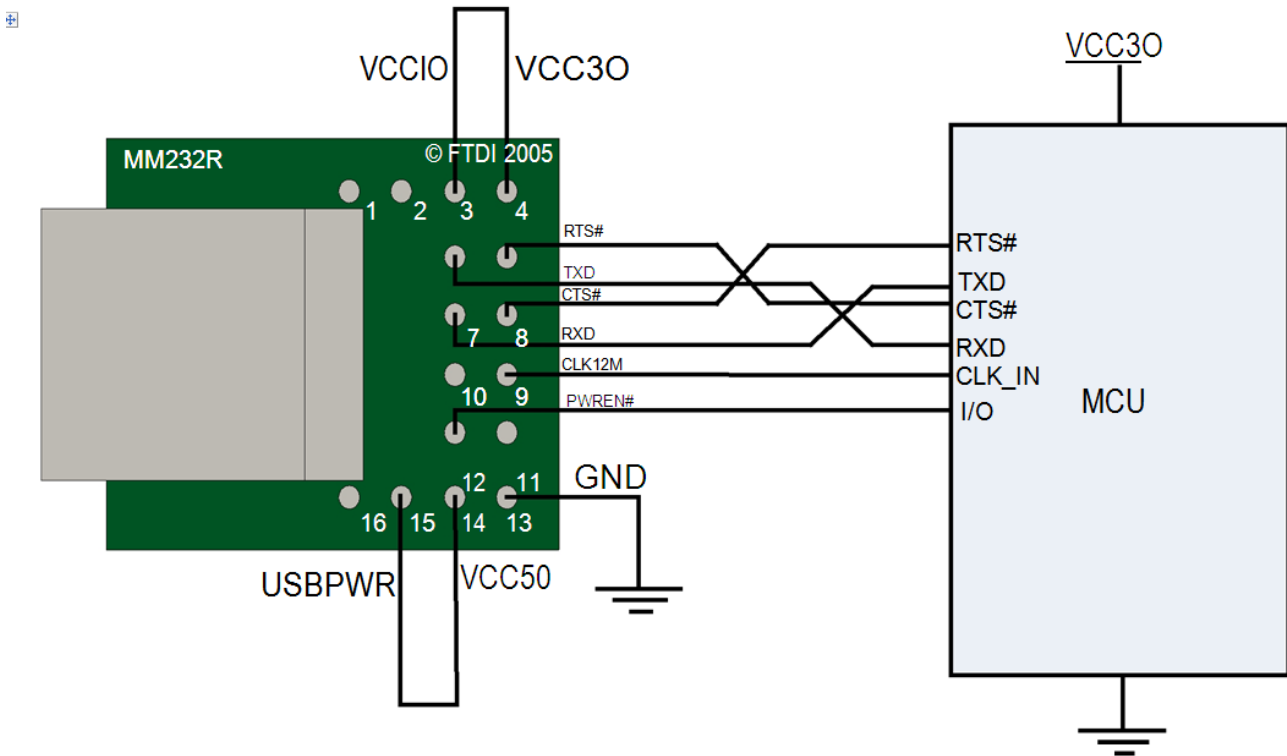 VCC3O
VCCIO VCC3O
MM232R © FTDI 2005
1 2 3 4
RTS# RTS#
TXD TXD
CTS# CTS#
7 8 RXD RXD
CLK12M CLK_IN
10 9
PWREN# I/O
MCU
12 11 GND
16 15 14 13
USBPWR VCC50